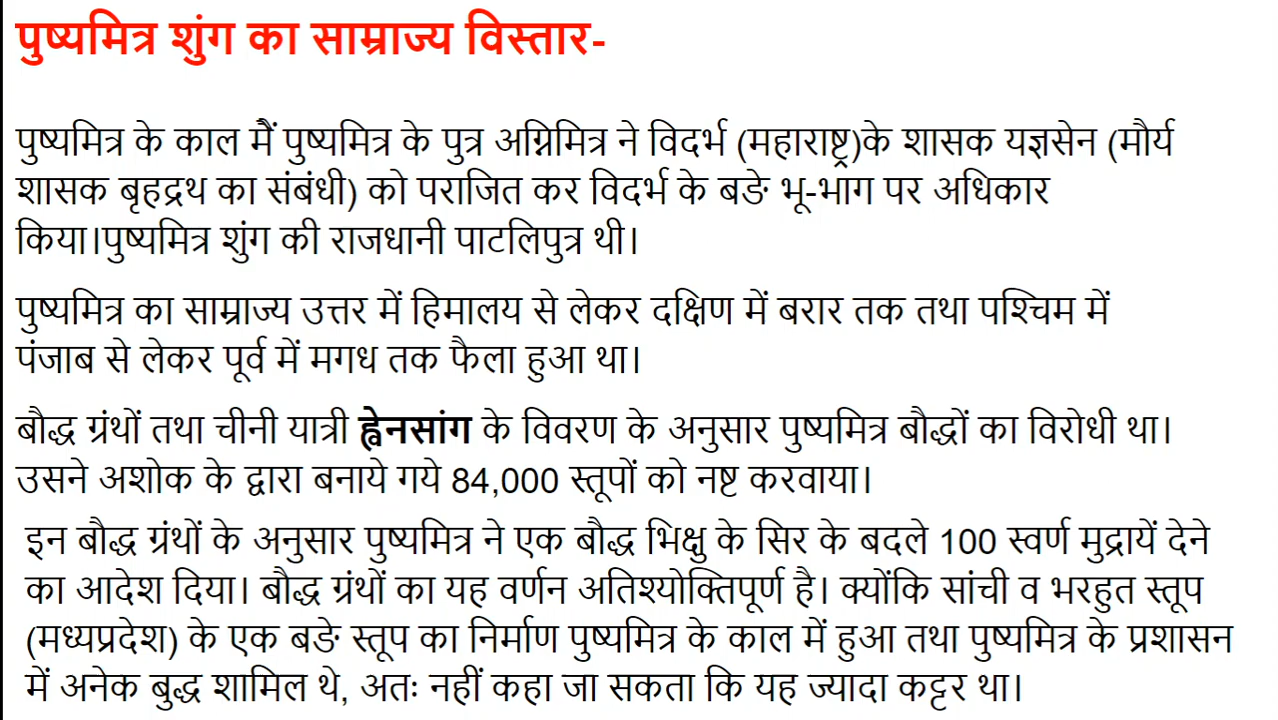 पुष्यमित्र शुंग का साम्राज्य विस्तार-
पुष्यमित्र के काल मैं पुष्यमित्र के पुत्र अग्निमित्र ने विदर्भ (महाराष्ट्र)के शासक यज्ञसेन (मौर्य
शासक बृहद्रथ का संबंधी) को पराजित कर विदर्भ के बङे भू-भाग पर अधिकार
किया।पुष्यमित्र शुंग की राजधानी पाटलिपुत्र थी।
पुष्यमित्र का साम्राज्य उत्तर में हिमालय से लेकर दक्षिण में बरार तक तथा पश्चिम में
पंजाब से लेकर पूर्व में मगध तक फैला हुआ था।
बौद्ध ग्रंथों तथा चीनी यात्री ह्वेनसांग के विवरण के अनुसार पुष्यमित्र बौद्धों का विरोधी था।
उसने अशोक के द्वारा बनाये गये 84,000 स्तूपों को नष्ट करवाया।
इन बौद्ध ग्रंथों के अनुसार पुष्यमित्र ने एक बौद्ध भिक्षु के सिर के बदले 100 स्वर्ण मुद्रायें देने
का आदेश दिया। बौद्ध ग्रंथों का यह वर्णन अतिश्योक्तिपूर्ण है। क्योंकि सांची व भरहुत स्तूप
(मध्यप्रदेश) के एक बङे स्तूप का निर्माण पुष्यमित्र के काल में हुआ तथा पुष्यमित्र के प्रशासन
में अनेक बुद्ध शामिल थे, अतः नहीं कहा जा सकता कि यह ज्यादा कट्टर था।